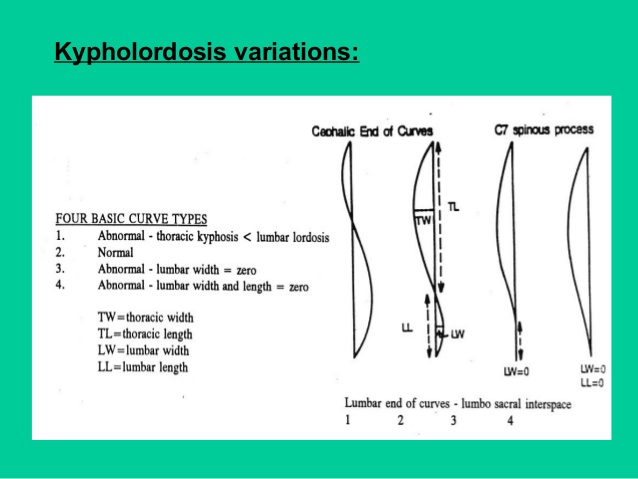 Kypholordosis variations:
Cephalic End of Curves
C7 spinous process
TL
TW
FOUR BASIC CURVE TYPES
1. Abnormal - thoracic kyphosis < lumbar lordosis
2. Normal
3. Abnormal - lumbar width = zero
4. Abnormal - lumbar width and length = zero
TW=thoracic width
TL=thoracic length
LW=lumbar width
LL=lumbar length
LL
LW
LW=0
LW=0
LL=0
Lumbar end of curves - lumbo sacral interspace
1 2 3 4